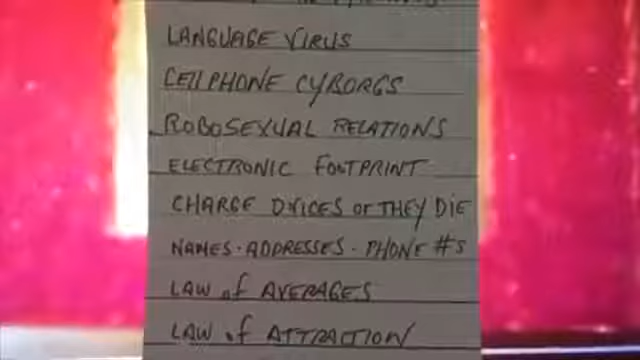 LANGUAGE VIRUS
CELLPHONE CYBORGS
ROBOSEXUAL RELATIONS
ELECTRONIC FOOTPRINT
CHARGE DVICES or THEY DIE
NAMES · ADDRESSES · PHONE #S
LAW of AVERAGES
LAW of ATTRACTION